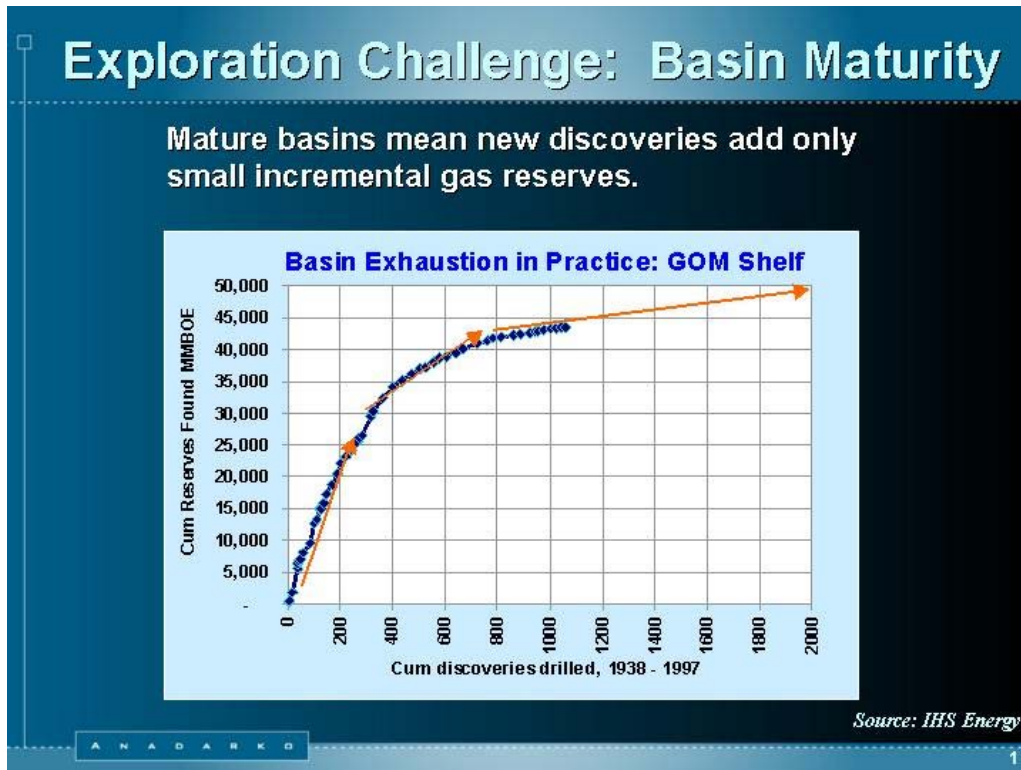 Exploration Challenge: Basin Maturity
Mature basins mean new discoveries add only
small incremental gas reserves.
Basin Exhaustion in Practice: GOM Shelf
Cum Reserves Found MMBOE
50,000
45,000
40,000
35,000
30,000
25,000
20,000
15,000
10,000
5,000
-
0
200
400
600
800
1000
1200
1400
1600
1800
2000
Cum discoveries drilled, 1938 - 1997
Source: IHS Energy
ANADARKO
1